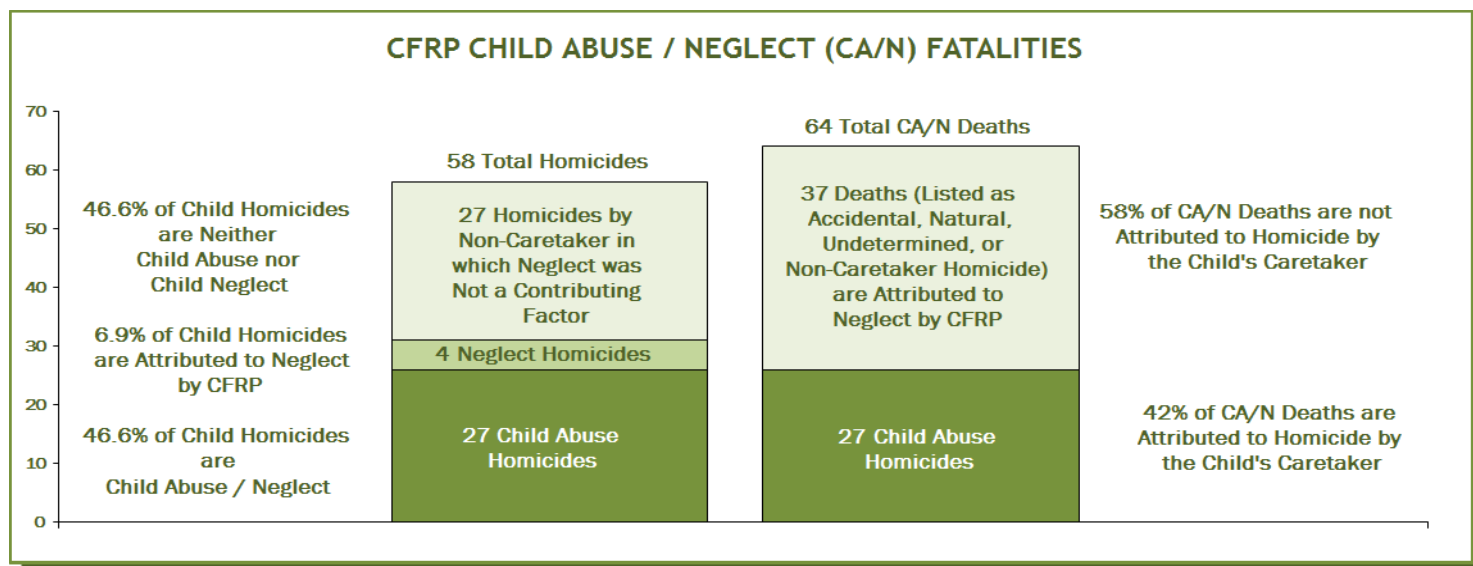 CFRP CHILD ABUSE / NEGLECT (CA/N) FATALITIES
70
60
50
40
30
20
10
0
46.6% of Child Homicides
are Neither
Child Abuse nor
Child Neglect
6.9% of Child Homicides
are Attributed to Neglect
by CFRP
46.6% of Child Homicides
are
Child Abuse / Neglect
58 Total Homicides
27 Homicides by
Non-Caretaker in
which Neglect was
Not a Contributing
Factor
4 Neglect Homicides
27 Child Abuse
Homicides
64 Total CA/N Deaths
37 Deaths (Listed as
Accidental, Natural,
Undetermined, or
Non-Caretaker Homicide)
are Attributed to
Neglect by CFRP
27 Child Abuse
Homicides
58% of CA/N Deaths are not
Attributed to Homicide by
the Child's Caretaker
42% of CA/N Deaths are
Attributed to Homicide by
the Child's Caretaker